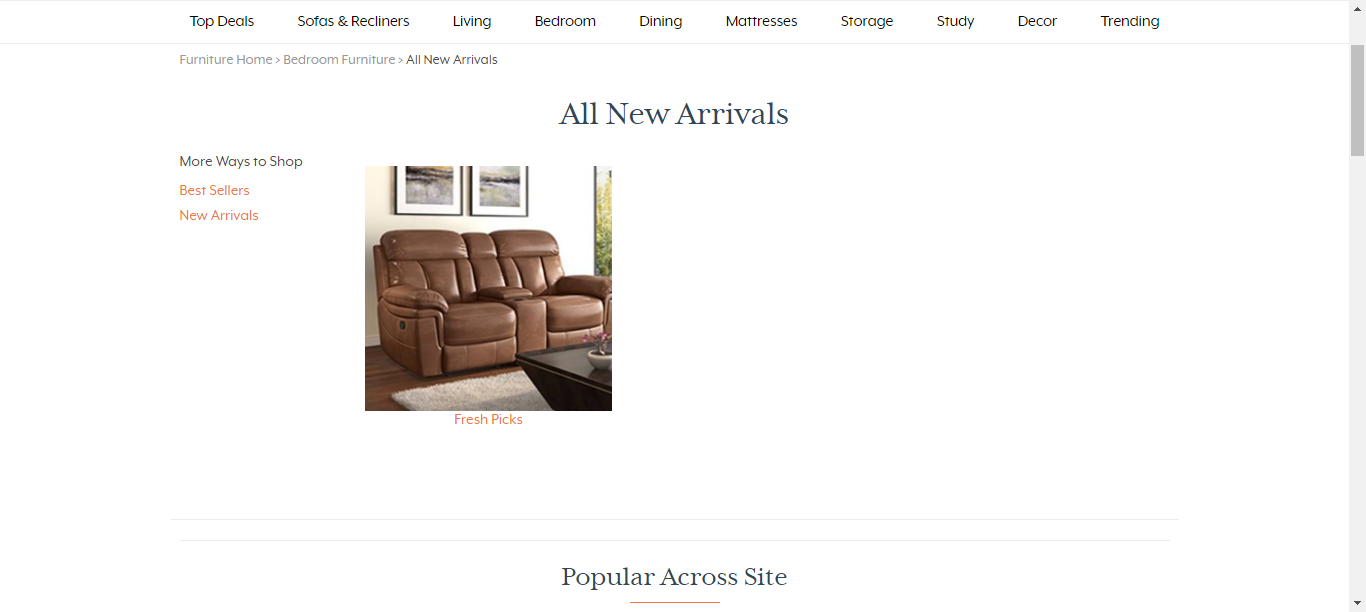 Top Deals Sofas & Recliners Living Bedroom Dining Mattresses Storage Study Decor Trending
Furniture Home > Bedroom Furniture > All New Arrivals
All New Arrivals
More Ways to Shop
Best Sellers
New Arrivals
Fresh Picks
Popular Across Site